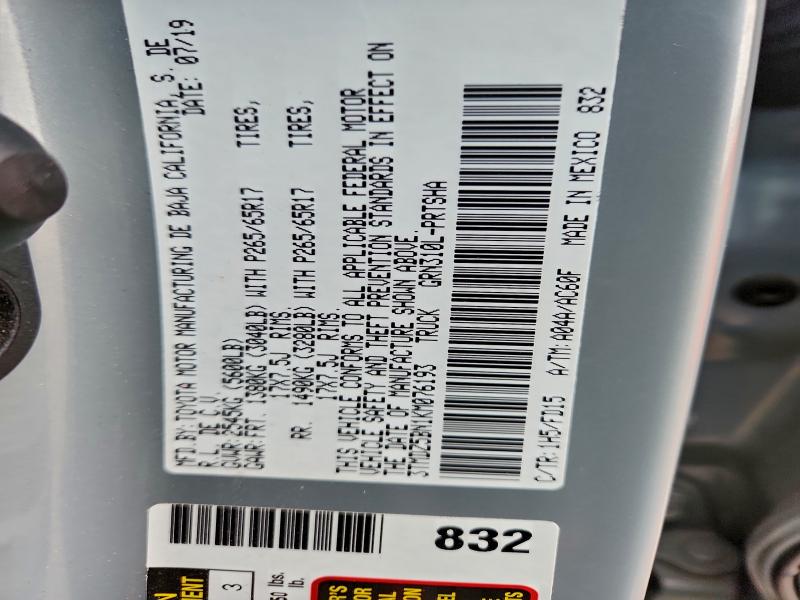 MFD BY: TOYOTA MOTOR MANUFACTURING DE BAJA CALIFORNIA, S. DE
R.L. DE C.V. DATE: 07/19
GVWR: 2545KG (5600LB)
GAWR: FRT. 1380KG (3040LB) WITH P265/65R17 TIRES,
17X7.5J RIMS.
RR. 1490KG (3280LB) WITH P265/65R17 TIRES,
17X7.5J RIMS.
THIS VEHICLE CONFORMS TO ALL APPLICABLE FEDERAL MOTOR
VEHICLE SAFETY AND THEFT PREVENTION STANDARDS IN EFFECT ON
THE DATE OF MANUFACTURE SHOWN ABOVE.
3TMDZ5BN1KM076193 TRUCK GRN310L-PRTSHA
C/TR: 1H5/FD15 A/TM: A04A/AC60F MADE IN MEXICO 832
832
3
lbs.
lb.